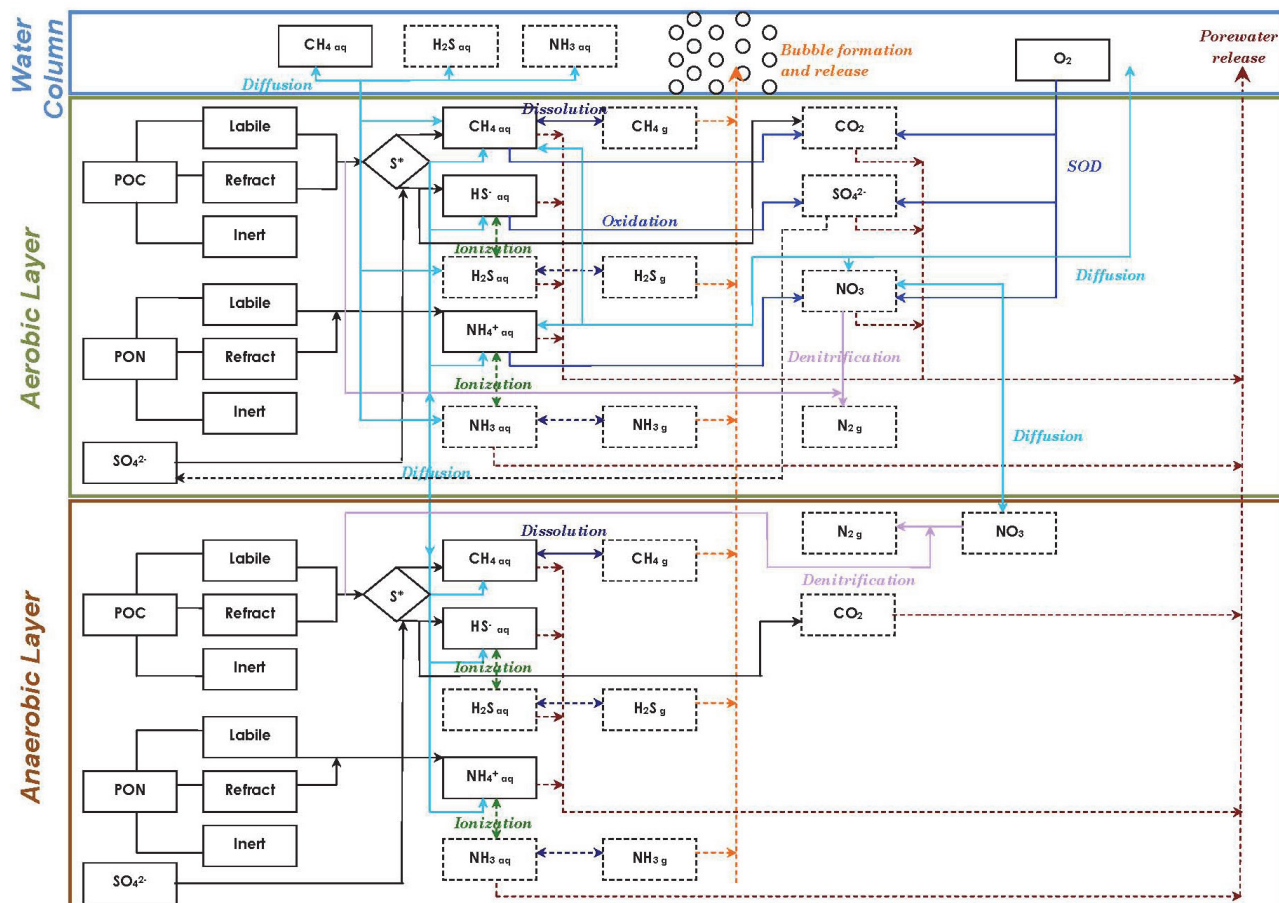 Water
Column
CH₄ aq
H₂S aq
NH₃ aq
Bubble formation
and release
O₂
Porewater
release
Diffusion
Aerobic Layer
POC
Labile
Refract
Inert
S*
Dissolution
CH₄ aq
CH₄ g
CO₂
SOD
HS⁻ aq
SO₄²⁻
Oxidation
Ionization
H₂S aq
H₂S g
Diffusion
NO₃
PON
Labile
Refract
Inert
NH₄⁺ aq
Denitrification
Ionization
NH₃ aq
NH₃ g
N₂ g
Diffusion
SO₄²⁻
Diffusion
Anaerobic Layer
POC
Labile
Refract
Inert
S*
Dissolution
CH₄ aq
CH₄ g
N₂ g
NO₃
Denitrification
HS⁻ aq
CO₂
Ionization
H₂S aq
H₂S g
PON
Labile
Refract
Inert
NH₄⁺ aq
Ionization
NH₃ aq
NH₃ g
SO₄²⁻